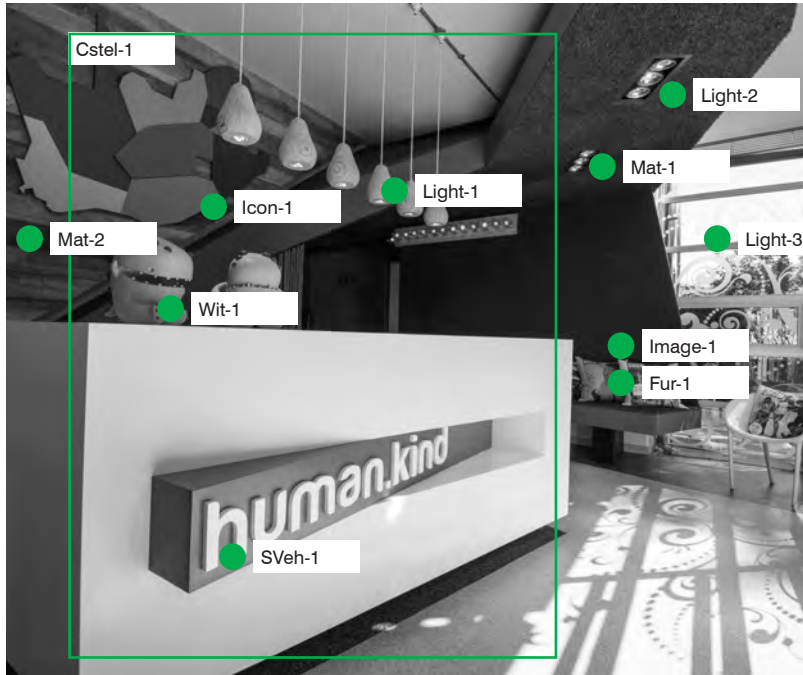 Cstel-1
Light-2
Mat-1
Light-1
Icon-1
Mat-2
Light-3
Wit-1
Image-1
Fur-1
human.kind
SVeh-1